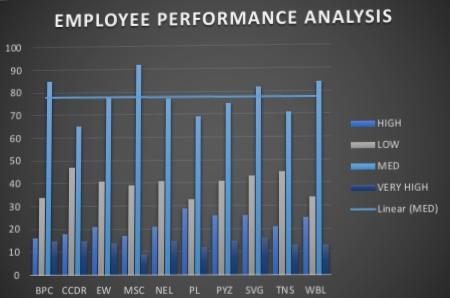 EMPLOYEE PERFORMANCE ANALYSIS
100
90
80
70
60
50
40
30
20
10
0
BPC CCDR EW MSC NEL PL PYZ SVG TNS WBL
HIGH
LOW
MED
VERY HIGH
Linear (MED)